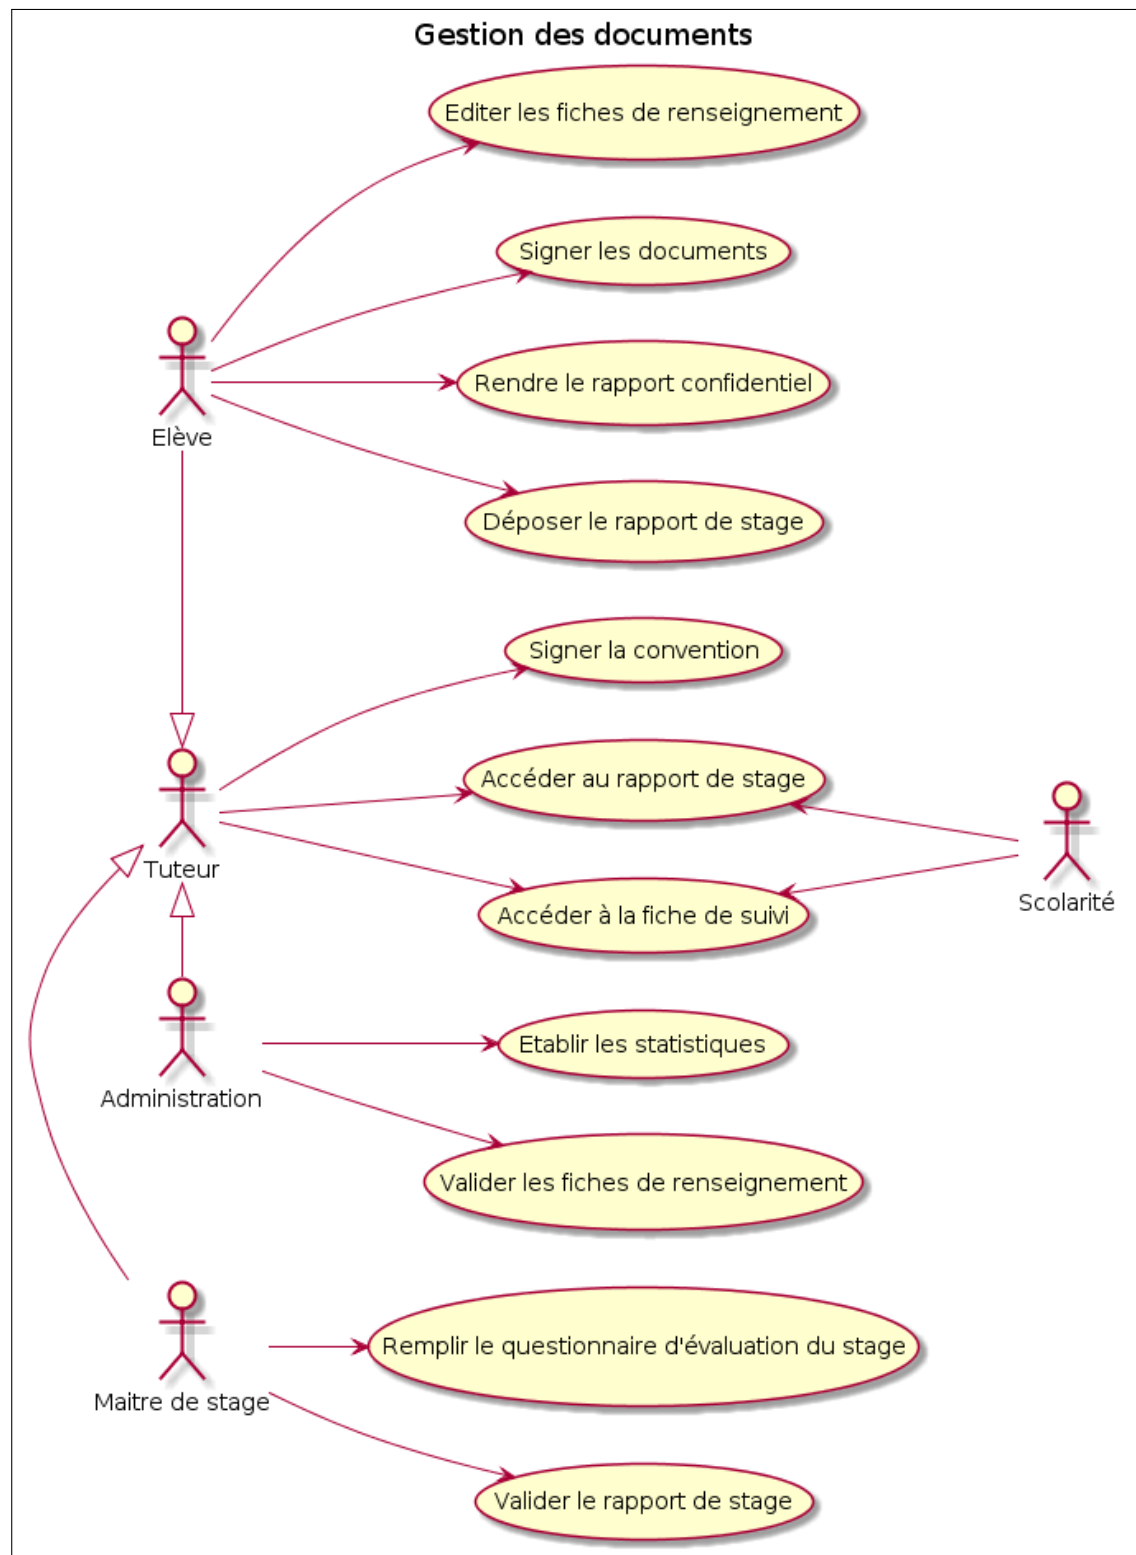 Gestion des documents
Editer les fiches de renseignement
Signer les documents
Rendre le rapport confidentiel
Elève
Déposer le rapport de stage
Signer la convention
Accéder au rapport de stage
Tuteur
Scolarité
Accéder à la fiche de suivi
Etablir les statistiques
Administration
Valider les fiches de renseignement
Remplir le questionnaire d'évaluation du stage
Maitre de stage
Valider le rapport de stage